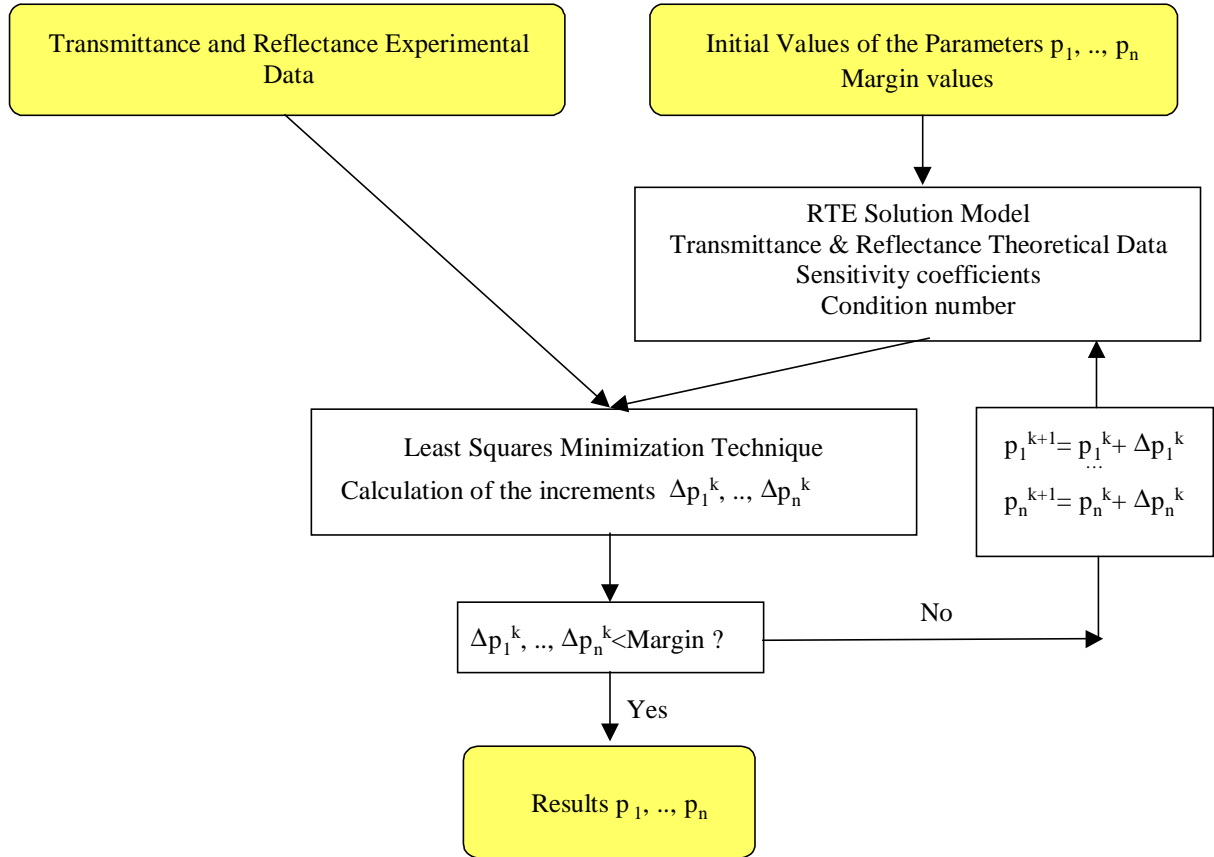 Transmittance and Reflectance Experimental
Data
Initial Values of the Parameters p₁, .., pₙ
Margin values
RTE Solution Model
Transmittance & Reflectance Theoretical Data
Sensitivity coefficients
Condition number
Least Squares Minimization Technique
Calculation of the increments Δp₁ᵏ, .., Δpₙᵏ
p₁ᵏ⁺¹= p₁ᵏ+ Δp₁ᵏ
...
pₙᵏ⁺¹= pₙᵏ+ Δpₙᵏ
Δp₁ᵏ, .., Δpₙᵏ<Margin ?
No
Yes
Results p₁, .., pₙ